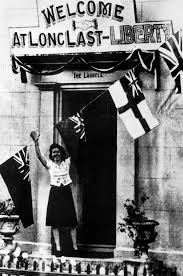 WELCOME
AT LONG LAST - LIBERTY
THE LAURELS